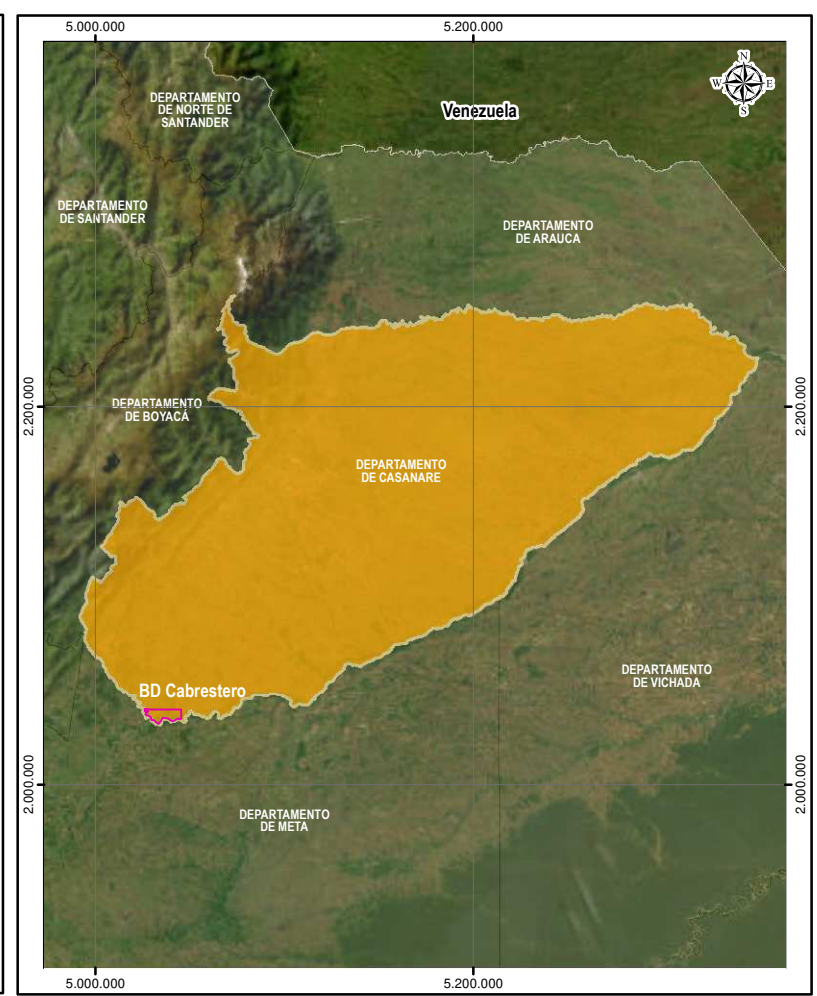 5.000.000
5.200.000
N
W
E
S
DEPARTAMENTO
DE NORTE DE
SANTANDER
Venezuela
DEPARTAMENTO
DE SANTANDER
DEPARTAMENTO
DE ARAUCA
2.200.000
DEPARTAMENTO
DE BOYACÁ
2.200.000
DEPARTAMENTO
DE CASANARE
DEPARTAMENTO
DE VICHADA
BD Cabrestero
2.000.000
2.000.000
DEPARTAMENTO
DE META
5.000.000
5.200.000